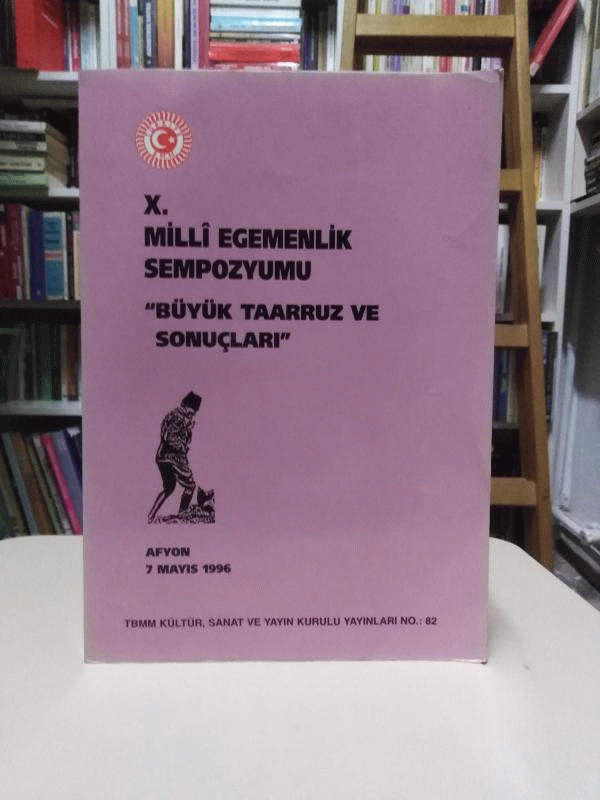 X.
MİLLÎ EGEMENLİK
SEMPOZYUMU
“BÜYÜK TAARRUZ VE
SONUÇLARI”
AFYON
7 MAYIS 1996
TBMM KÜLTÜR, SANAT VE YAYIN KURULU YAYINLARI NO.: 82